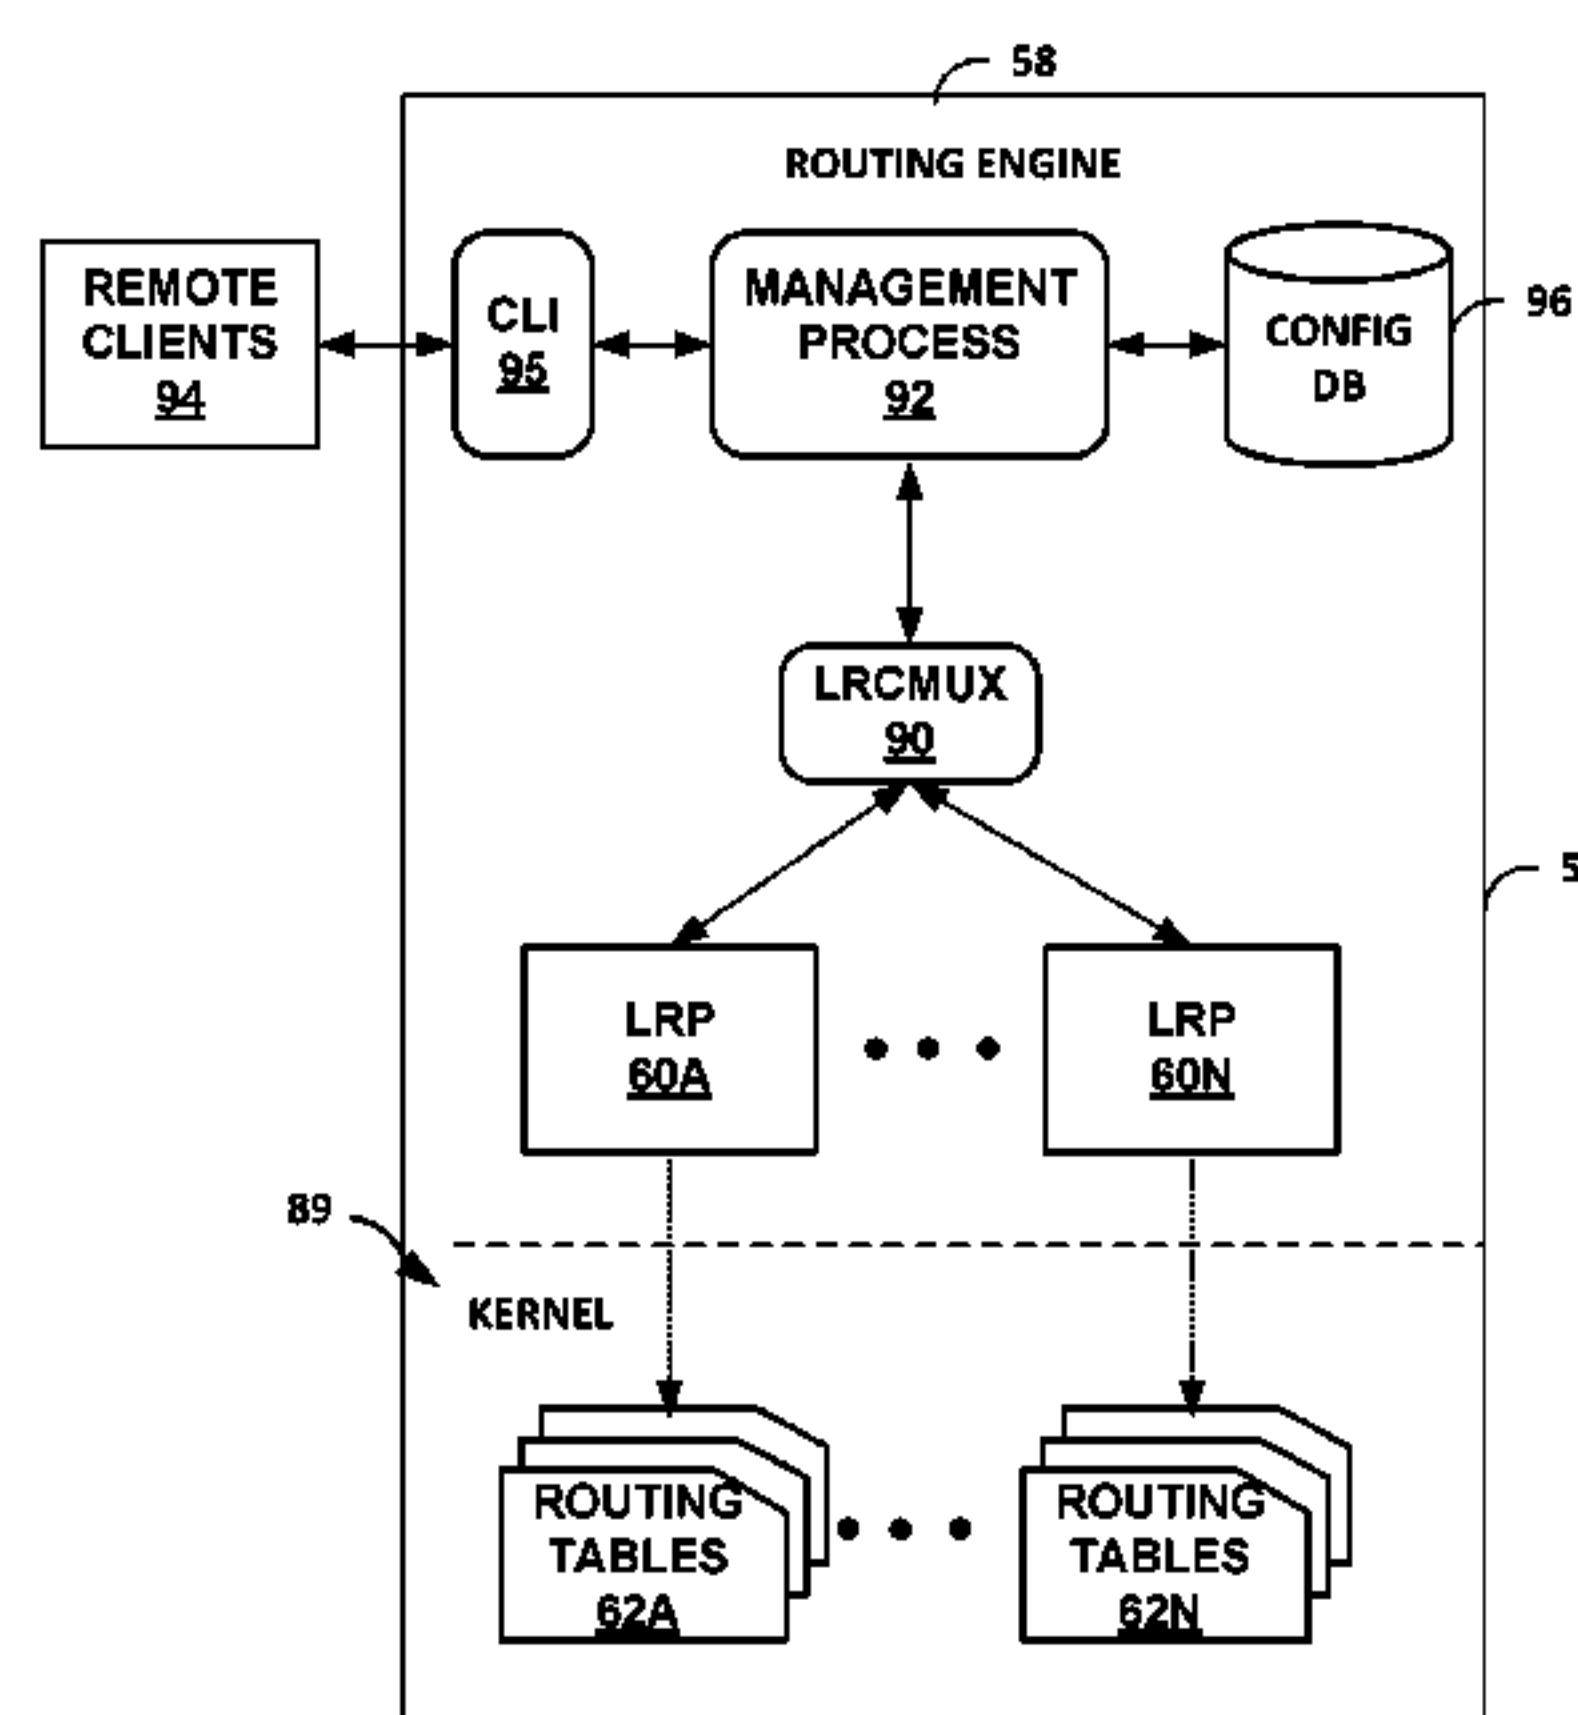 58
ROUTING ENGINE
REMOTE
CLIENTS
94
CLI
95
MANAGEMENT
PROCESS
92
CONFIG
DB
96
LRCMUX
90
5
LRP
60A
LRP
60N
89
KERNEL
ROUTING
TABLES
62A
ROUTING
TABLES
62N